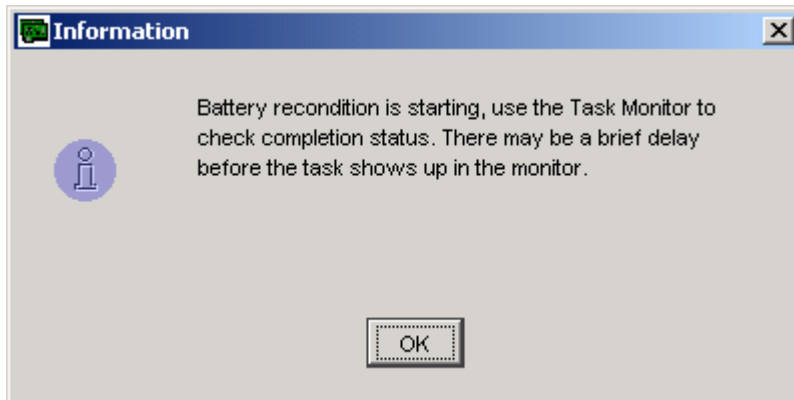 Information
Battery recondition is starting, use the Task Monitor to
check completion status. There may be a brief delay
before the task shows up in the monitor.
OK